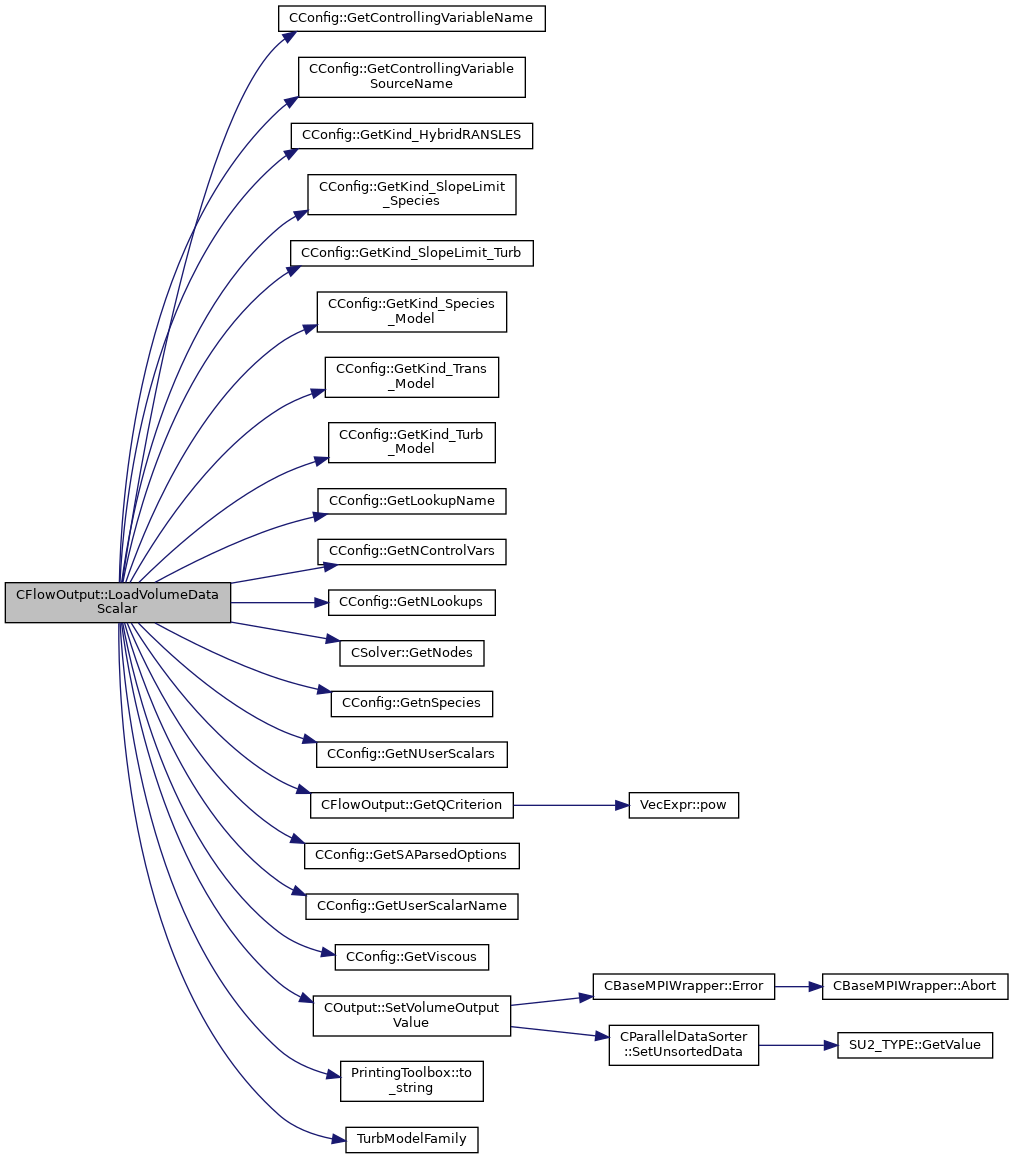 CConfig::GetControllingVariableName
CConfig::GetControllingVariable
SourceName
CConfig::GetKind_HybridRANSLES
CConfig::GetKind_SlopeLimit
_Species
CConfig::GetKind_SlopeLimit_Turb
CConfig::GetKind_Species
_Model
CConfig::GetKind_Trans
_Model
CConfig::GetKind_Turb
_Model
CConfig::GetLookupName
CConfig::GetNControlVars
CFlowOutput::LoadVolumeData
Scalar
CConfig::GetNLookups
CSolver::GetNodes
CConfig::GetnSpecies
CConfig::GetNUserScalars
CFlowOutput::GetQCriterion
VecExpr::pow
CConfig::GetSAParsedOptions
CConfig::GetUserScalarName
CConfig::GetViscous
COutput::SetVolumeOutput
Value
CBaseMPIWrapper::Error
CBaseMPIWrapper::Abort
CParallelDataSorter
::SetUnsortedData
SU2_TYPE::GetValue
PrintingToolbox::to
_string
TurbModelFamily